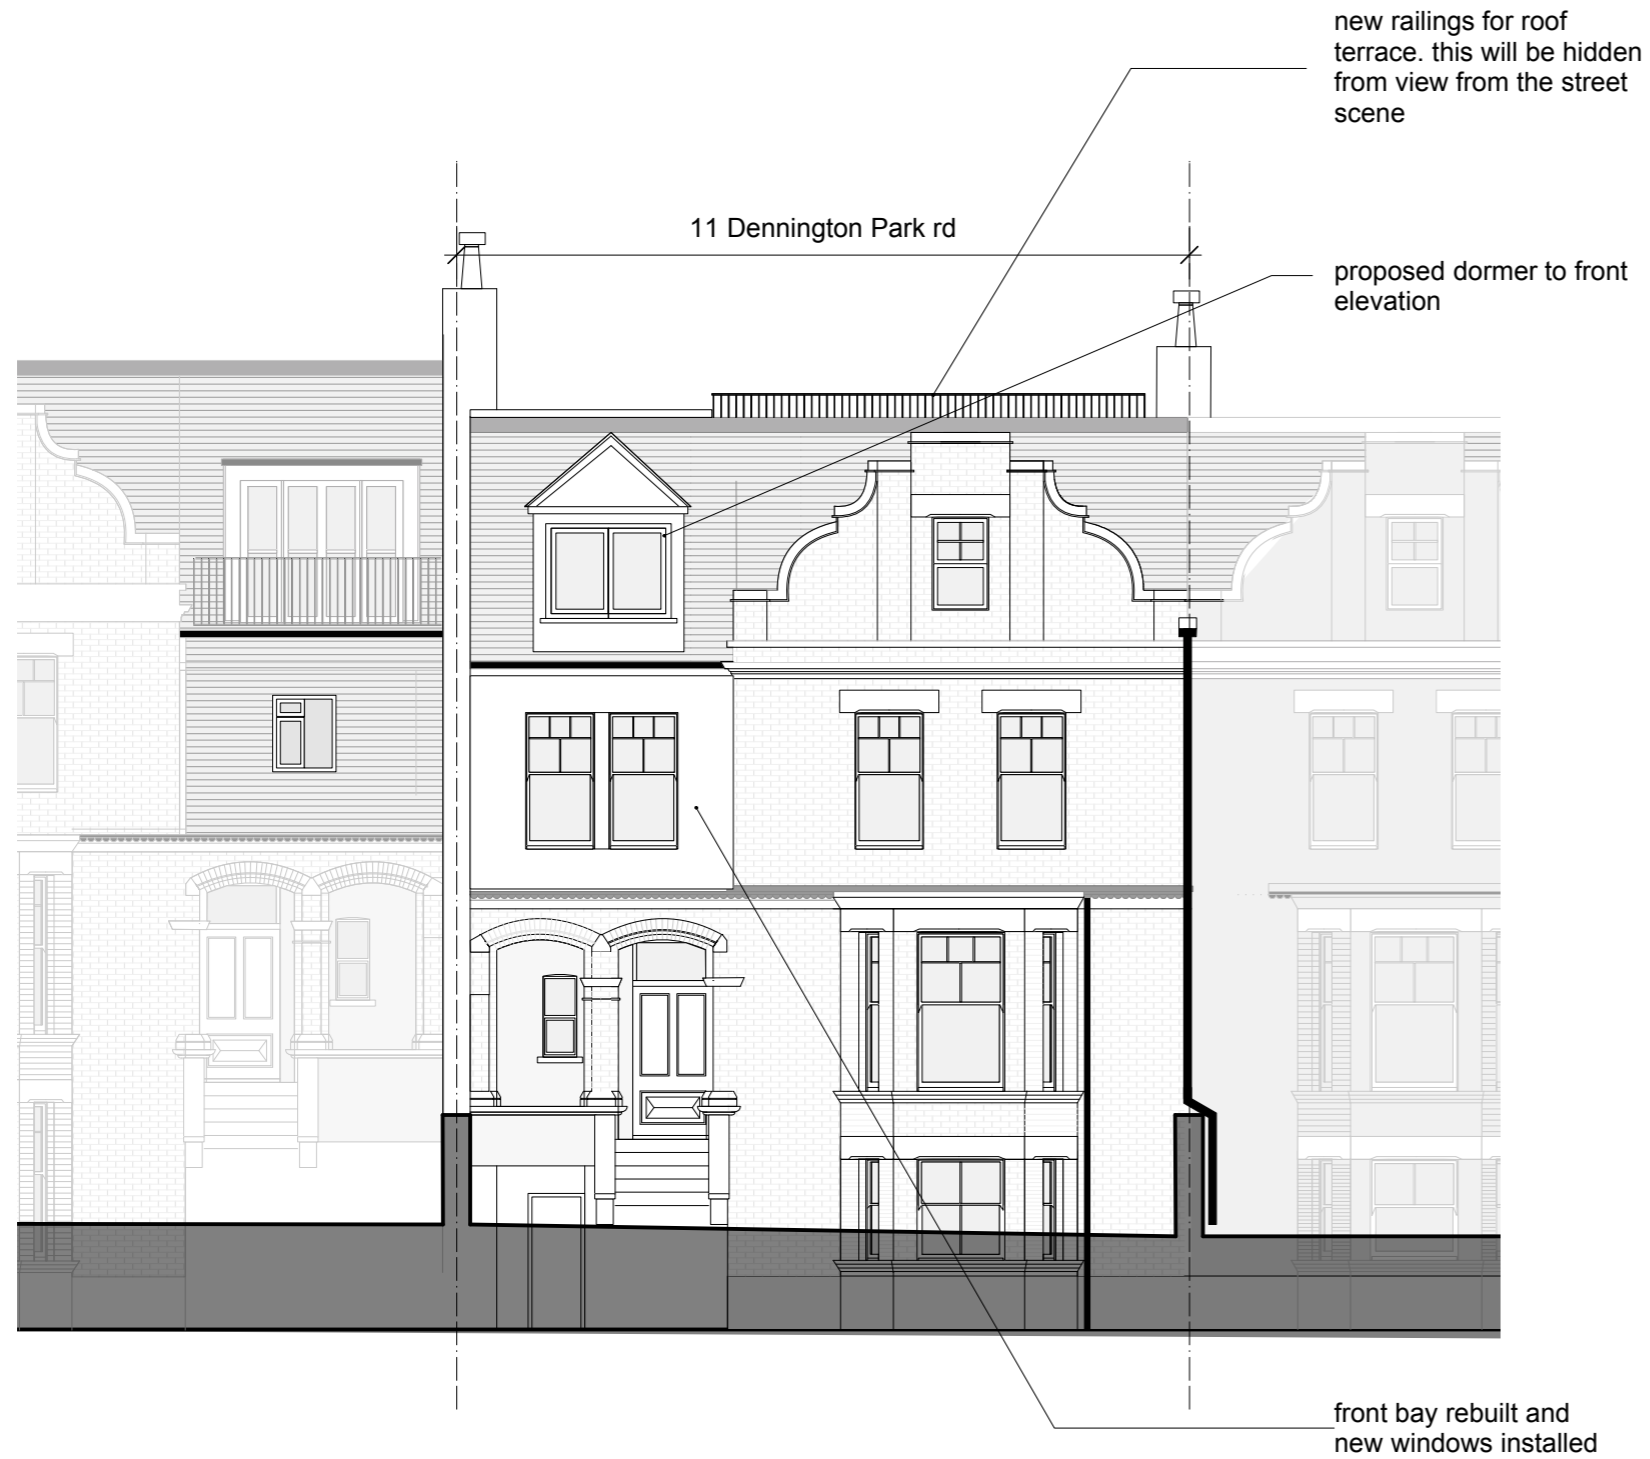 new railings for roof
terrace. this will be hidden
from view from the street
scene
11 Dennington Park rd
proposed dormer to front
elevation
front bay rebuilt and
new windows installed